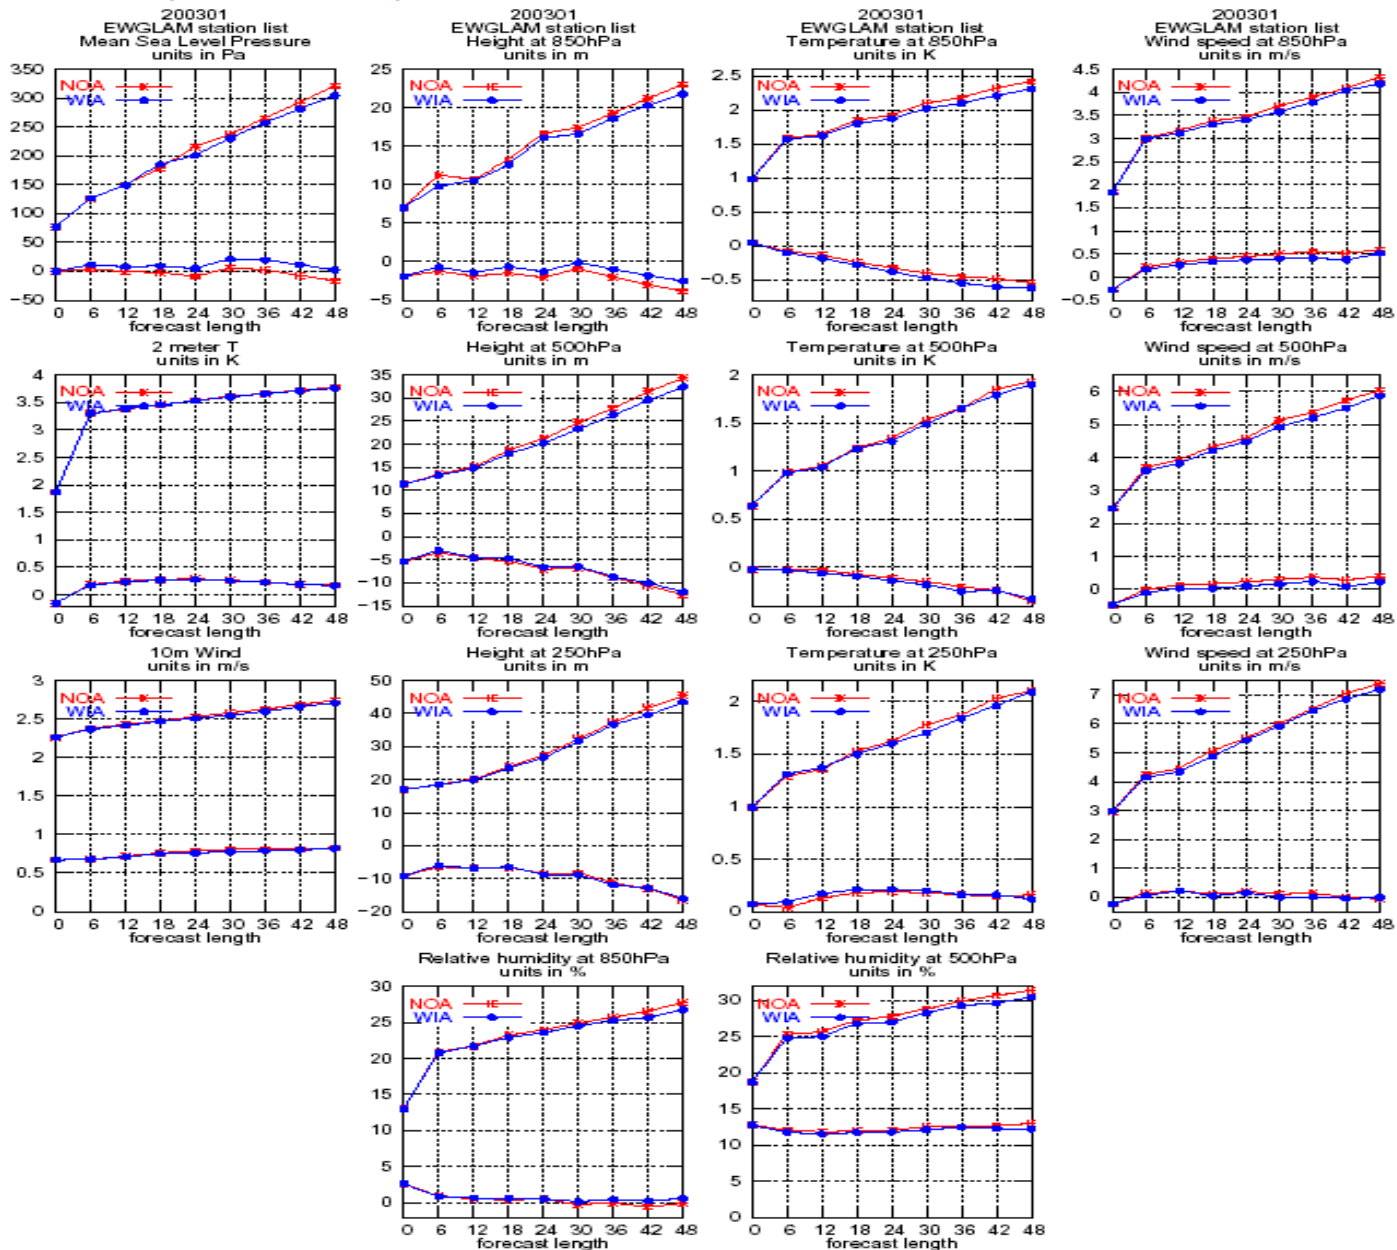 200301
EWGLAM station list
Mean Sea Level Pressure
units in Pa
NOA
WIA
350
300
250
200
150
100
50
0
−50
0 6 12 18 24 30 36 42 48
forecast length
200301
EWGLAM station list
Height at 850hPa
units in m
NOA
WIA
25
20
15
10
5
0
−5
0 6 12 18 24 30 36 42 48
forecast length
200301
EWGLAM station list
Temperature at 850hPa
units in K
NOA
WIA
2.5
2
1.5
1
0.5
0
−0.5
0 6 12 18 24 30 36 42 48
forecast length
200301
EWGLAM station list
Wind speed at 850hPa
units in m/s
NOA
WIA
4.5
4
3.5
3
2.5
2
1.5
1
0.5
0
−0.5
0 6 12 18 24 30 36 42 48
forecast length
2 meter T
units in K
NOA
WIA
4
3.5
3
2.5
2
1.5
1
0.5
0
0 6 12 18 24 30 36 42 48
forecast length
Height at 500hPa
units in m
NOA
WIA
35
30
25
20
15
10
5
0
−5
−10
−15
0 6 12 18 24 30 36 42 48
forecast length
Temperature at 500hPa
units in K
NOA
WIA
2
1.5
1
0.5
0
0 6 12 18 24 30 36 42 48
forecast length
Wind speed at 500hPa
units in m/s
NOA
WIA
6
5
4
3
2
1
0
0 6 12 18 24 30 36 42 48
forecast length
10m Wind
units in m/s
NOA
WIA
3
2.5
2
1.5
1
0.5
0
0 6 12 18 24 30 36 42 48
forecast length
Height at 250hPa
units in m
NOA
WIA
50
40
30
20
10
0
−10
−20
0 6 12 18 24 30 36 42 48
forecast length
Temperature at 250hPa
units in K
NOA
WIA
2
1.5
1
0.5
0
0 6 12 18 24 30 36 42 48
forecast length
Wind speed at 250hPa
units in m/s
NOA
WIA
7
6
5
4
3
2
1
0
0 6 12 18 24 30 36 42 48
forecast length
Relative humidity at 850hPa
units in %
NOA
WIA
30
25
20
15
10
5
0
0 6 12 18 24 30 36 42 48
forecast length
Relative humidity at 500hPa
units in %
NOA
WIA
30
25
20
15
10
5
0
0 6 12 18 24 30 36 42 48
forecast length